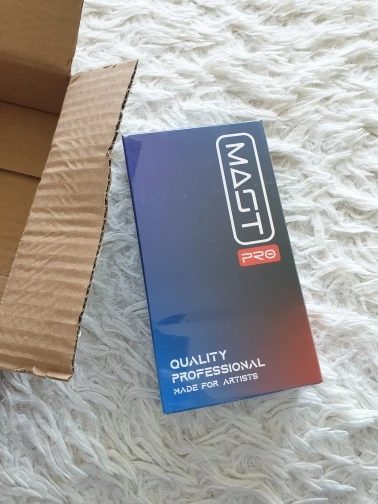 MAST
PRO
QUALITY
PROFESSIONAL
MADE FOR ARTISTS